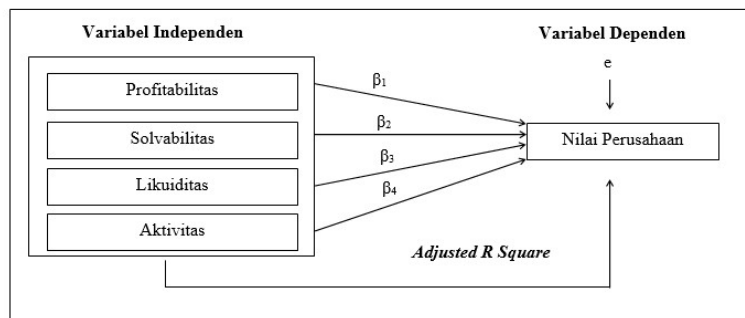 Variabel Independen
Variabel Dependen
e
Profitabilitas
β1
Solvabilitas
β2
Nilai Perusahaan
Likuiditas
β3
Aktivitas
β4
Adjusted R Square